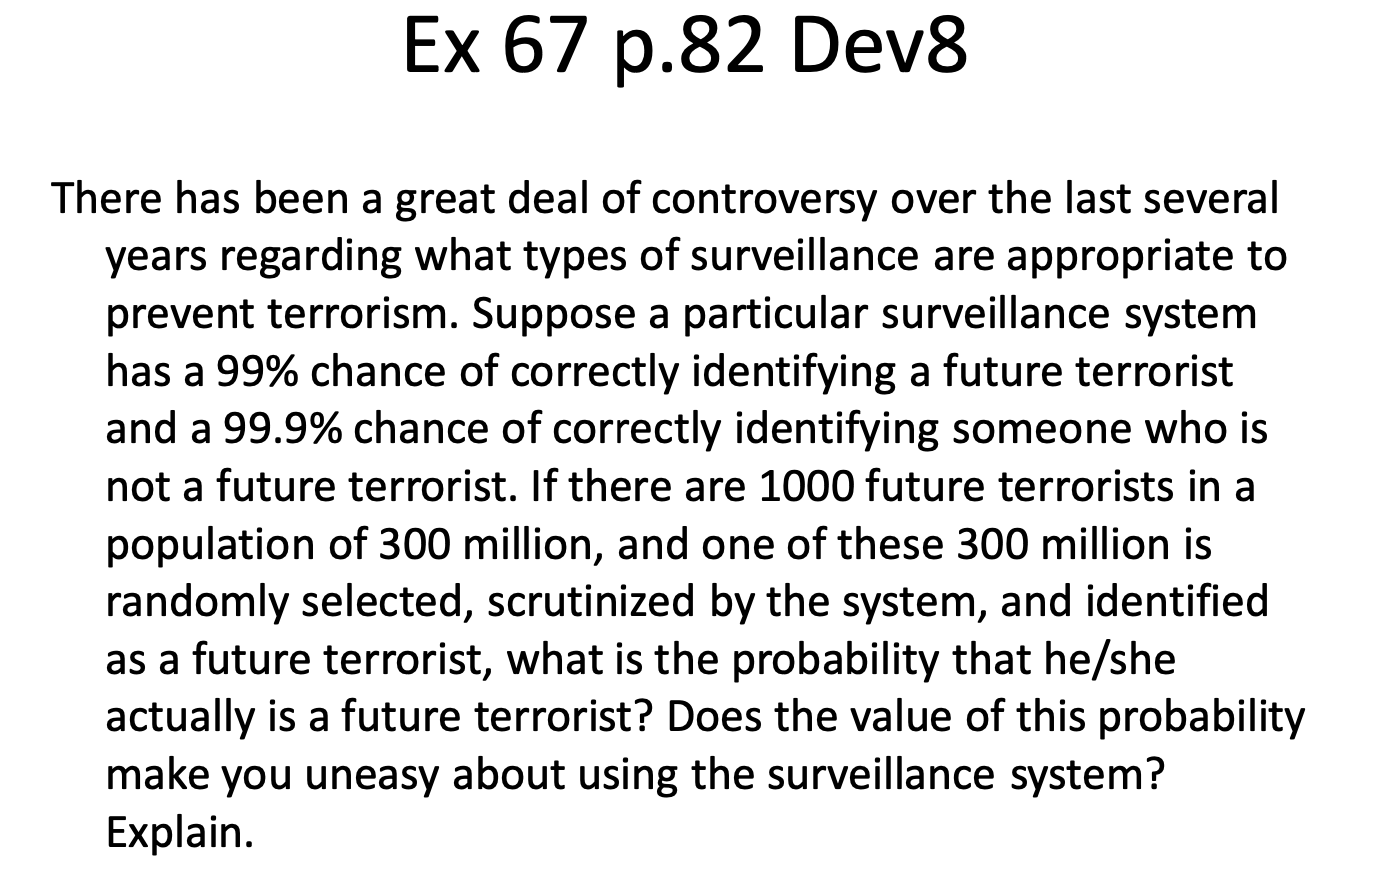 Ex 67 p.82 Dev8
There has been a great deal of controversy over the last several
years regarding what types of surveillance are appropriate to
prevent terrorism. Suppose a particular surveillance system
has a 99% chance of correctly identifying a future terrorist
and a 99.9% chance of correctly identifying someone who is
not a future terrorist. If there are 1000 future terrorists in a
population of 300 million, and one of these 300 million is
randomly selected, scrutinized by the system, and identified
as a future terrorist, what is the probability that he/she
actually is a future terrorist? Does the value of this probability
make you uneasy about using the surveillance system?
Explain.